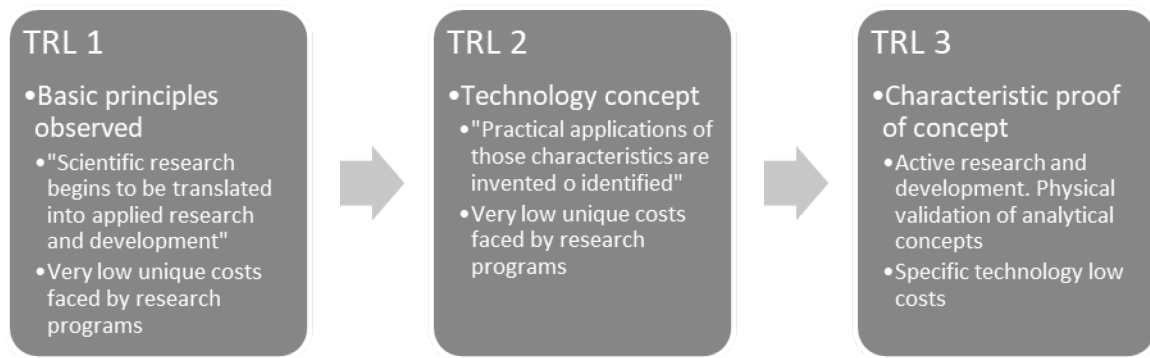 TRL 1
•Basic principles
observed
•"Scientific research
begins to be translated
into applied research
and development"
•Very low unique costs
faced by research
programs
TRL 2
•Technology concept
•"Practical applications of
those characteristics are
invented o identified"
•Very low unique costs
faced by research
programs
TRL 3
•Characteristic proof
of concept
•Active research and
development. Physical
validation of analytical
concepts
•Specific technology low
costs